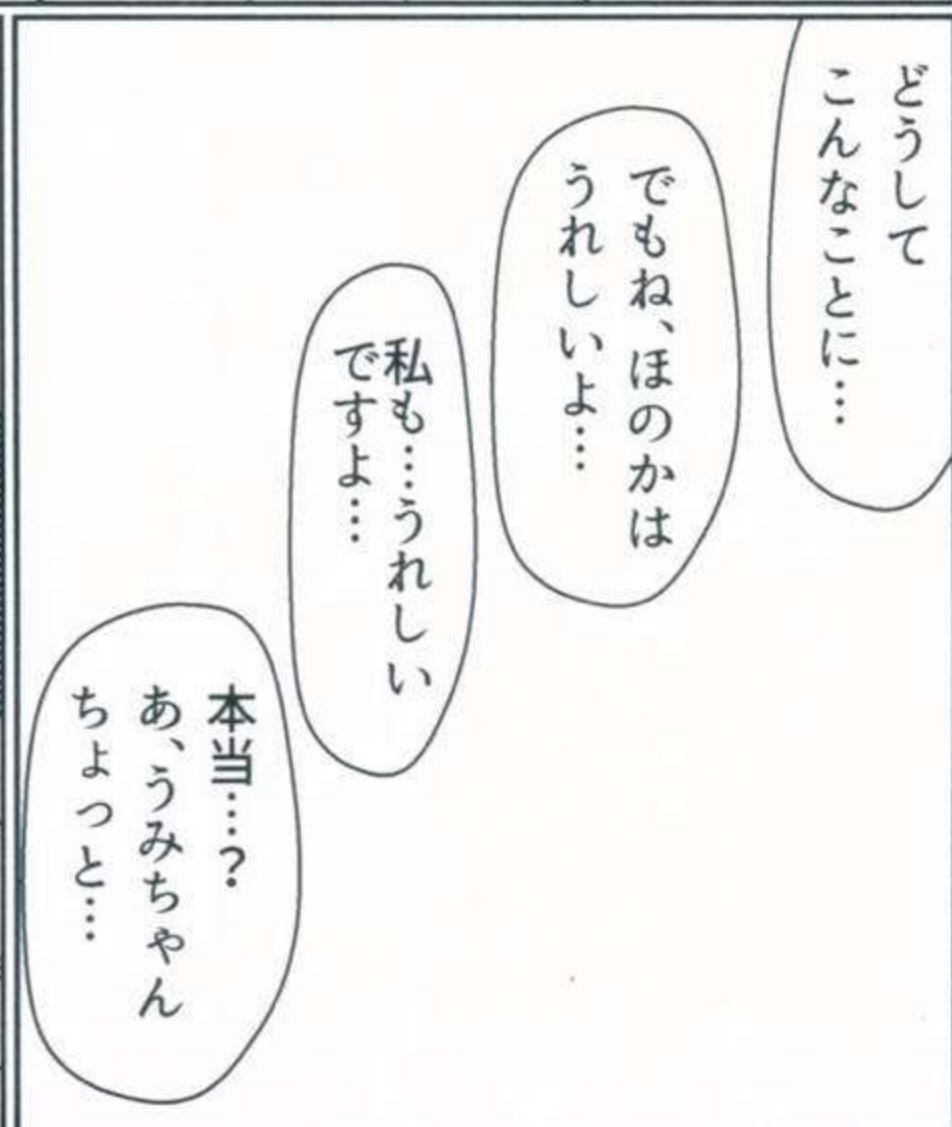 どうして
こんなことに…
でもね、ほのかは
うれしいよ…
私も…うれしい
ですよ…
本当…？
あ、うみちゃん
ちょっと…